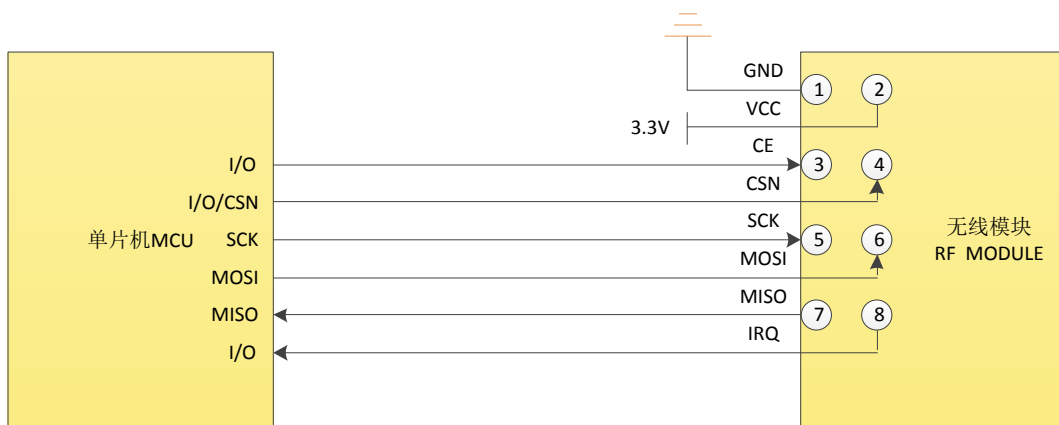 GND
1
2
VCC
3.3V
I/O
CE
3
4
I/O/CSN
CSN
单片机MCU
SCK
SCK
5
6
无线模块
RF MODULE
MOSI
MOSI
MISO
MISO
7
8
I/O
IRQ